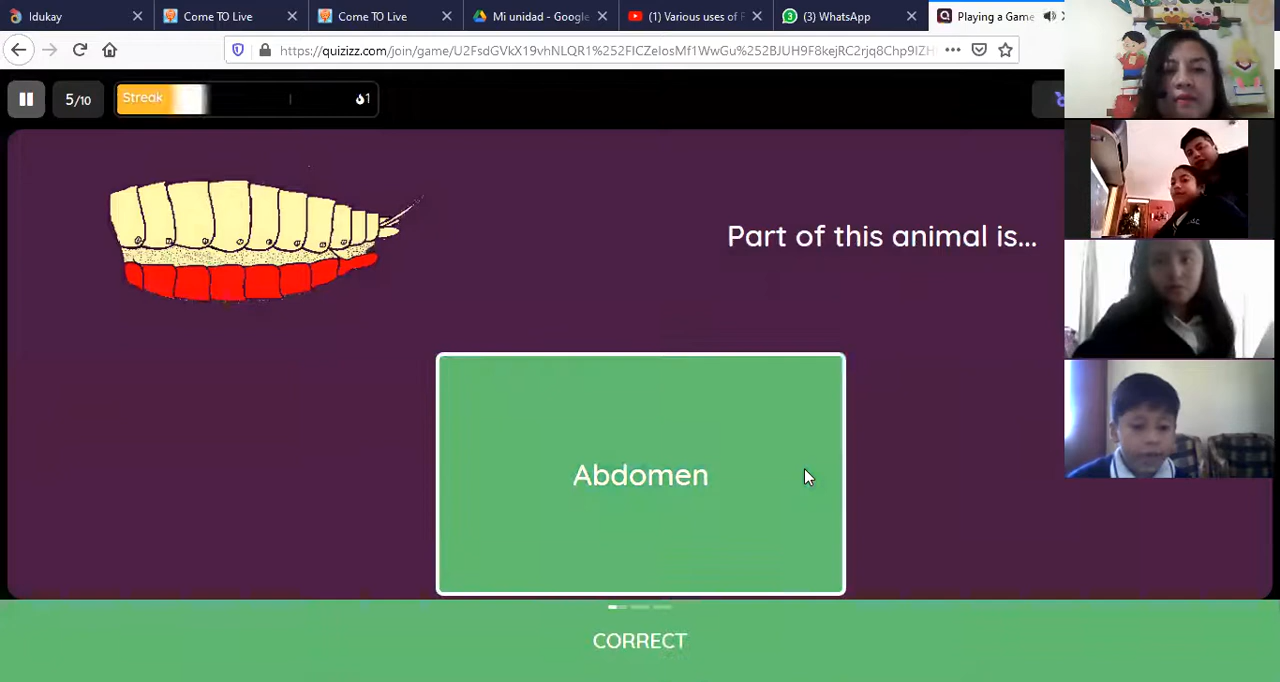 Idukay
Come TO Live
Come TO Live
Mi unidad - Google
(1) Various uses of F
(3) WhatsApp
Playing a Game
5/10
Streak
1
Part of this animal is...
Abdomen
CORRECT